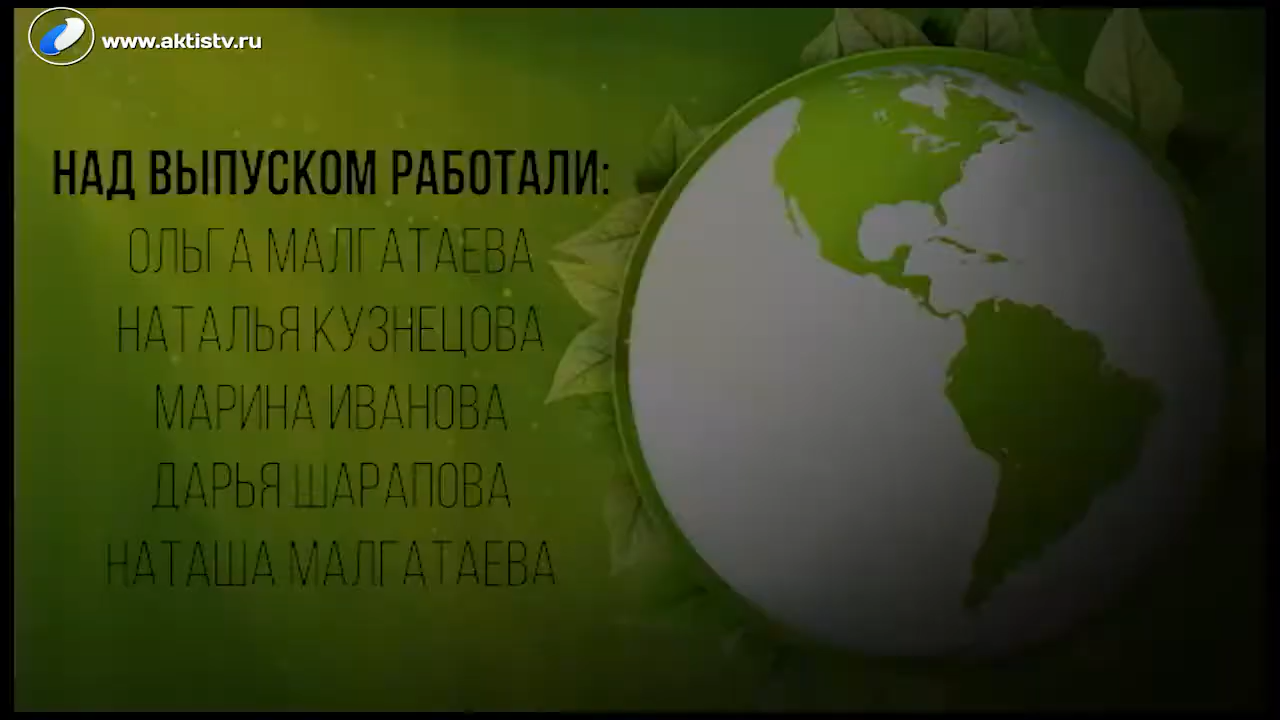 www.aktistv.ru
НАД ВЫПУСКОМ РАБОТАЛИ:
ОЛЬГА МАЛГАТАЕВА
НАТАЛЬЯ КУЗНЕЦОВА
МАРИНА ИВАНОВА
ДАРЬЯ ШАРАПОВА
НАТАША МАЛГАТАЕВА